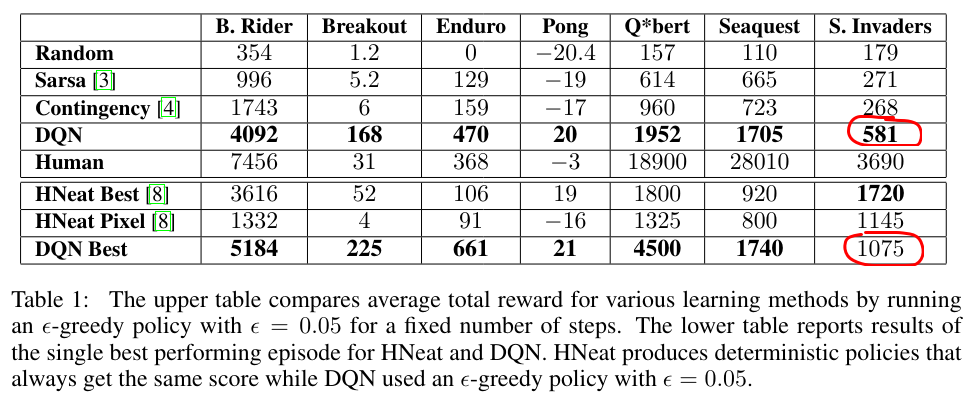 B. Rider Breakout Enduro Pong Q*bert Seaquest S. Invaders
Random 354 1.2 0 −20.4 157 110 179
Sarsa [3] 996 5.2 129 −19 614 665 271
Contingency [4] 1743 6 159 −17 960 723 268
DQN 4092 168 470 20 1952 1705 581
Human 7456 31 368 −3 18900 28010 3690
HNeat Best [8] 3616 52 106 19 1800 920 1720
HNeat Pixel [8] 1332 4 91 −16 1325 800 1145
DQN Best 5184 225 661 21 4500 1740 1075
Table 1: The upper table compares average total reward for various learning methods by running
an ϵ-greedy policy with ϵ = 0.05 for a fixed number of steps. The lower table reports results of
the single best performing episode for HNeat and DQN. HNeat produces deterministic policies that
always get the same score while DQN used an ϵ-greedy policy with ϵ = 0.05.